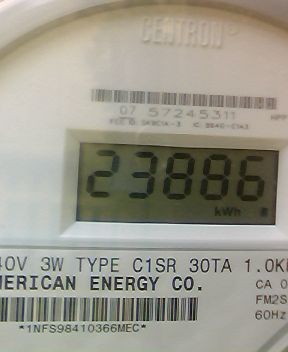 CENTRON®
07 57245311
23886
kWh
40V 3W TYPE C1SR 30TA 1.0K
MERICAN ENERGY CO.
CA 0
FM2S
60Hz
*1NFS98410366MEC*